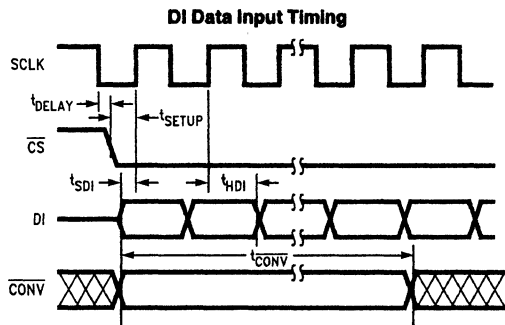 DI Data Input Timing
SCLK
tDELAY
tSETUP
CS
tSDI
tHDI
DI
tCONV
CONV